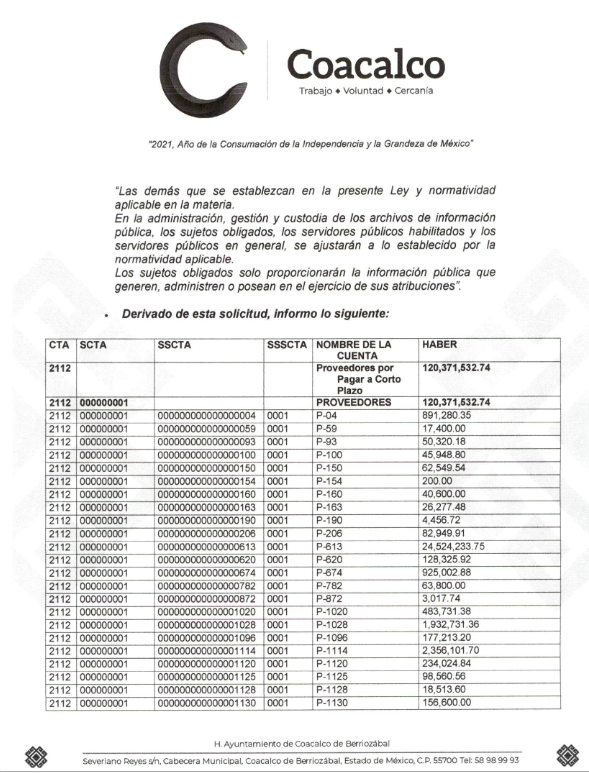 Coacalco
Trabajo ♦ Voluntad ♦ Cercanía
"2021, Año de la Consumación de la Independencia y la Grandeza de México"
"Las demás que se establezcan en la presente Ley y normatividad
aplicable en la materia.
En la administración, gestión y custodia de los archivos de información
pública, los sujetos obligados, los servidores públicos habilitados y los
servidores públicos en general, se ajustarán a lo establecido por la
normatividad aplicable.
Los sujetos obligados solo proporcionarán la información pública que
generen, administren o posean en el ejercicio de sus atribuciones".
• Derivado de esta solicitud, informo lo siguiente:
CTA SCTA SSCTA SSSCTA NOMBRE DE LA CUENTA HABER
2112 Proveedores por Pagar a Corto Plazo 120,371,532.74
2112 000000001 PROVEEDORES 120,371,532.74
2112 000000001 000000000000000004 0001 P-04 891,280.35
2112 000000001 000000000000000059 0001 P-59 17,400.00
2112 000000001 000000000000000093 0001 P-93 50,320.18
2112 000000001 000000000000000100 0001 P-100 45,948.80
2112 000000001 000000000000000150 0001 P-150 62,549.54
2112 000000001 000000000000000154 0001 P-154 200.00
2112 000000001 000000000000000160 0001 P-160 40,600.00
2112 000000001 000000000000000163 0001 P-163 26,277.48
2112 000000001 000000000000000190 0001 P-190 4,456.72
2112 000000001 000000000000000206 0001 P-206 82,949.91
2112 000000001 000000000000000613 0001 P-613 24,524,233.75
2112 000000001 000000000000000620 0001 P-620 128,325.92
2112 000000001 000000000000000674 0001 P-674 925,002.88
2112 000000001 000000000000000782 0001 P-782 63,800.00
2112 000000001 000000000000000872 0001 P-872 3,017.74
2112 000000001 000000000000001020 0001 P-1020 483,731.38
2112 000000001 000000000000001028 0001 P-1028 1,932,731.36
2112 000000001 000000000000001096 0001 P-1096 177,213.20
2112 000000001 000000000000001114 0001 P-1114 2,356,101.70
2112 000000001 000000000000001120 0001 P-1120 234,024.84
2112 000000001 000000000000001125 0001 P-1125 98,560.56
2112 000000001 000000000000001128 0001 P-1128 18,513.60
2112 000000001 000000000000001130 0001 P-1130 156,600.00
H. Ayuntamiento de Coacalco de Berriozábal
Severiano Reyes s/n, Cabecera Municipal, Coacalco de Berriozábal, Estado de México, C.P. 55700 Tel: 58 98 99 93